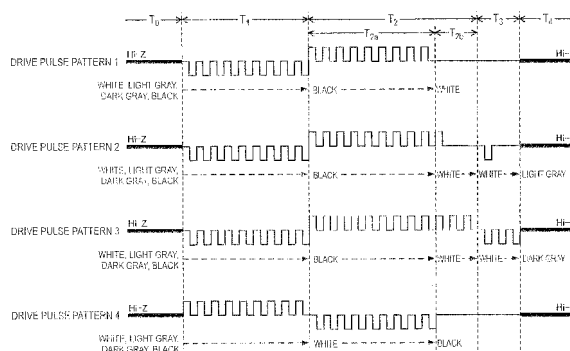 T0 T1 T2 T3 T4
T2a T2b
DRIVE PULSE PATTERN 1 Hi-Z Hi-
WHITE, LIGHT GRAY, DARK GRAY, BLACK BLACK WHITE
DRIVE PULSE PATTERN 2 Hi-Z Hi-
WHITE, LIGHT GRAY, DARK GRAY, BLACK BLACK WHITE WHITE LIGHT GRAY
DRIVE PULSE PATTERN 3 Hi-Z Hi-
WHITE, LIGHT GRAY, DARK GRAY, BLACK BLACK WHITE WHITE DARK GRAY
DRIVE PULSE PATTERN 4 Hi-Z Hi-
WHITE, LIGHT GRAY, DARK GRAY, BLACK WHITE BLACK